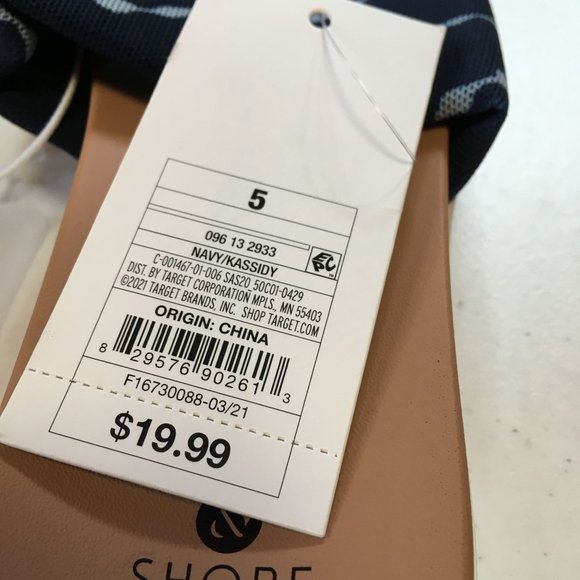 5
096 13 2933
NAVY/KASSIDY
C-001467-01-006 SAS20 50C01-0429
DIST. BY TARGET CORPORATION MPLS., MN 55403
©2021 TARGET BRANDS, INC. SHOP TARGET.COM
ORIGIN: CHINA
8 29576 90261 3
F16730088-03/21
$19.99
&
SHORE